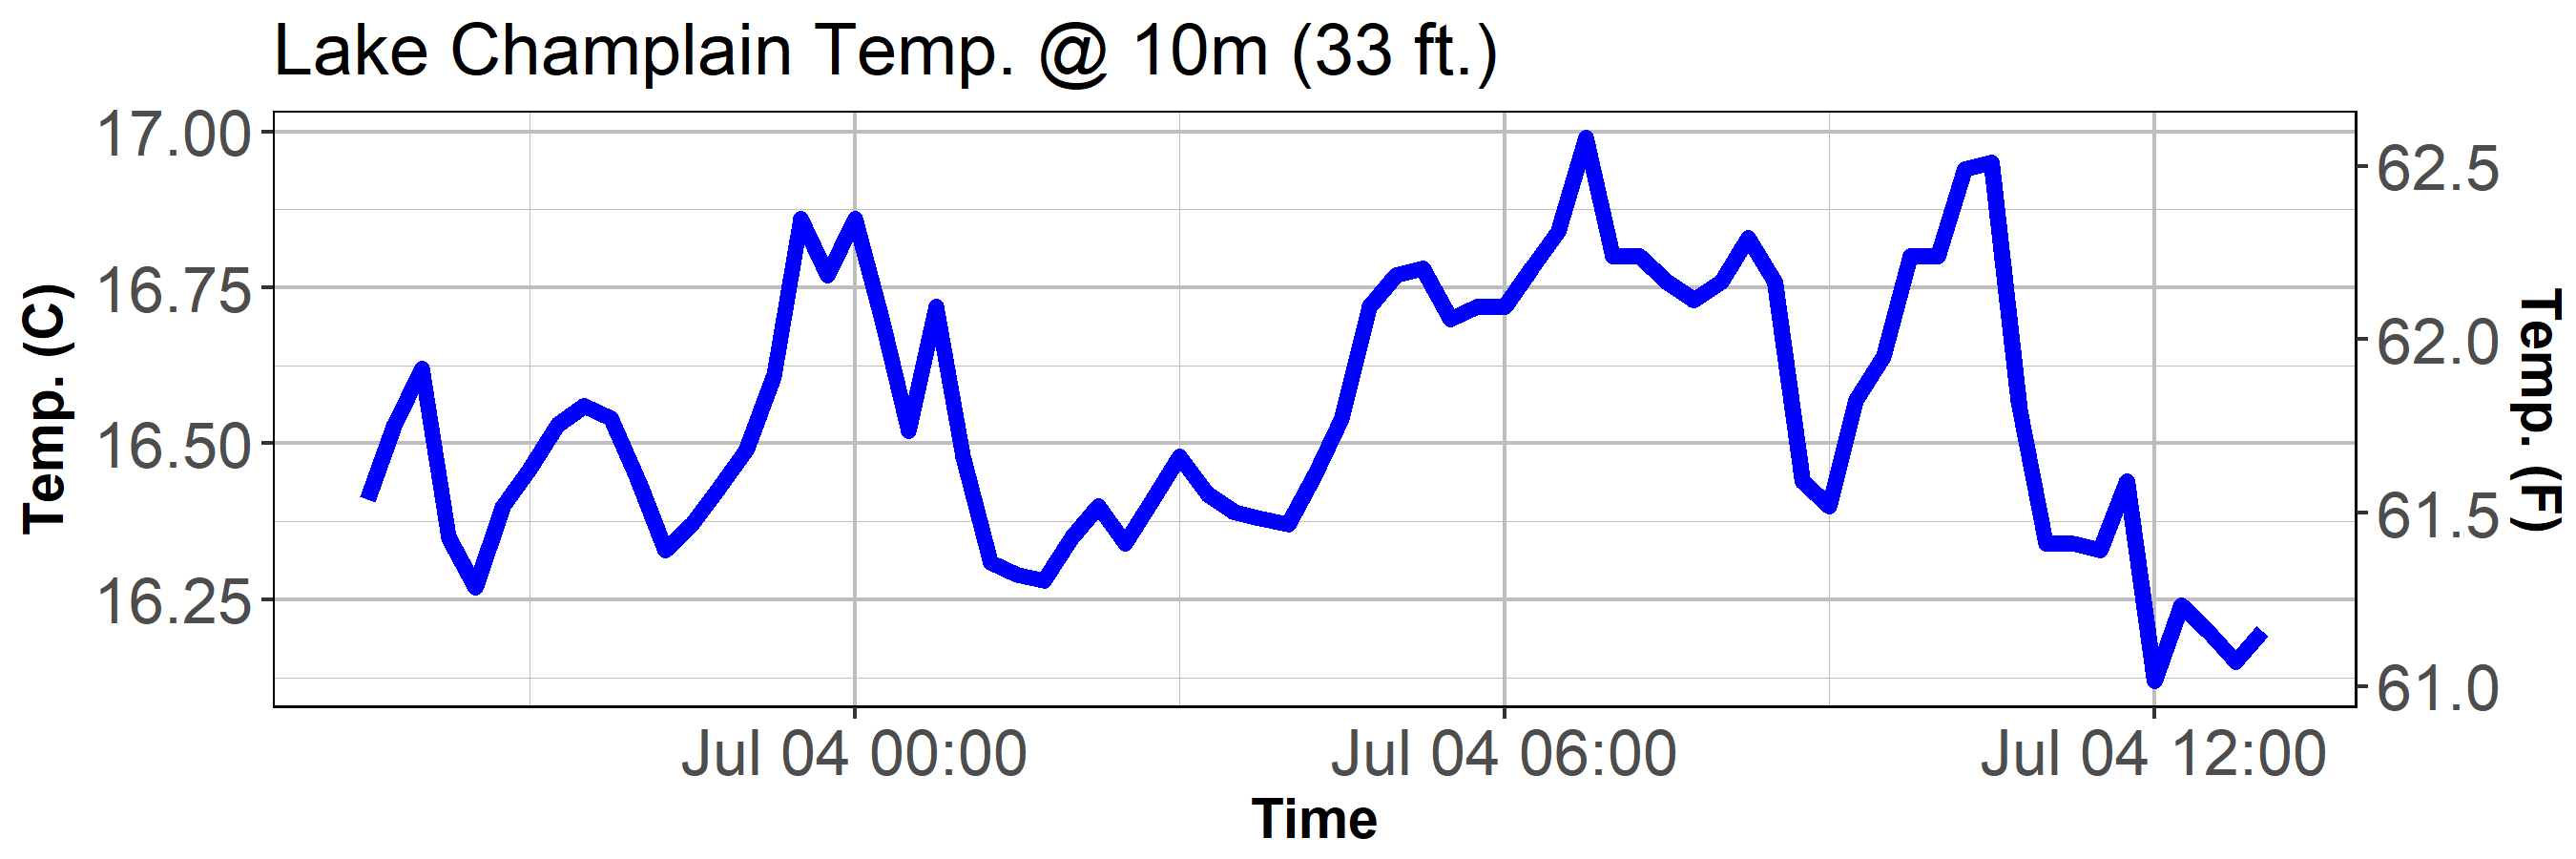 Lake Champlain Temp. @ 10m (33 ft.)
17.00
16.75
16.50
16.25
Temp. (C)
62.5
62.0
61.5
61.0
Temp. (F)
Jul 04 00:00
Jul 04 06:00
Jul 04 12:00
Time